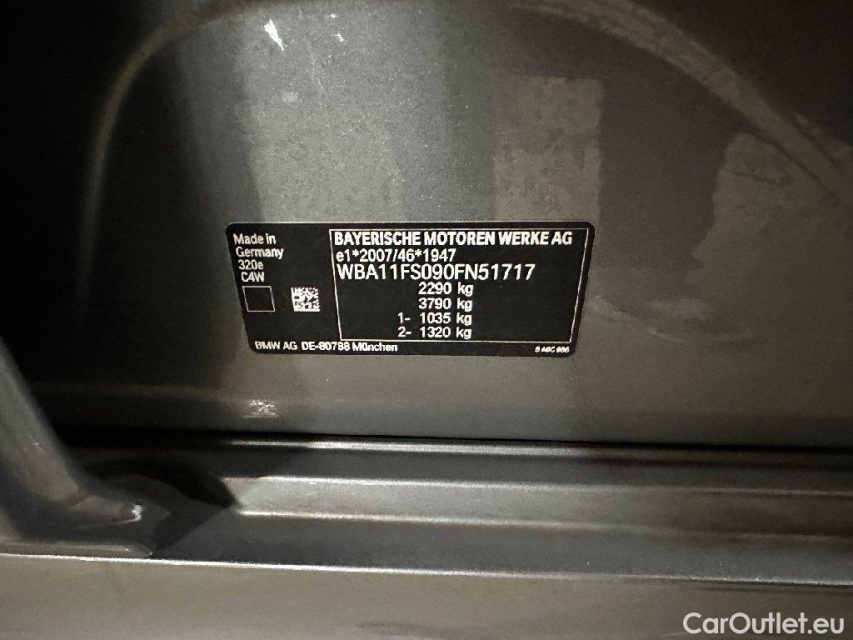 Made in
Germany
320e
C4W
BAYERISCHE MOTOREN WERKE AG
e1*2007/46*1947
WBA11FS090FN51717
2290 kg
3790 kg
1- 1035 kg
2- 1320 kg
BMW AG DE-80788 München
CarOutlet.eu